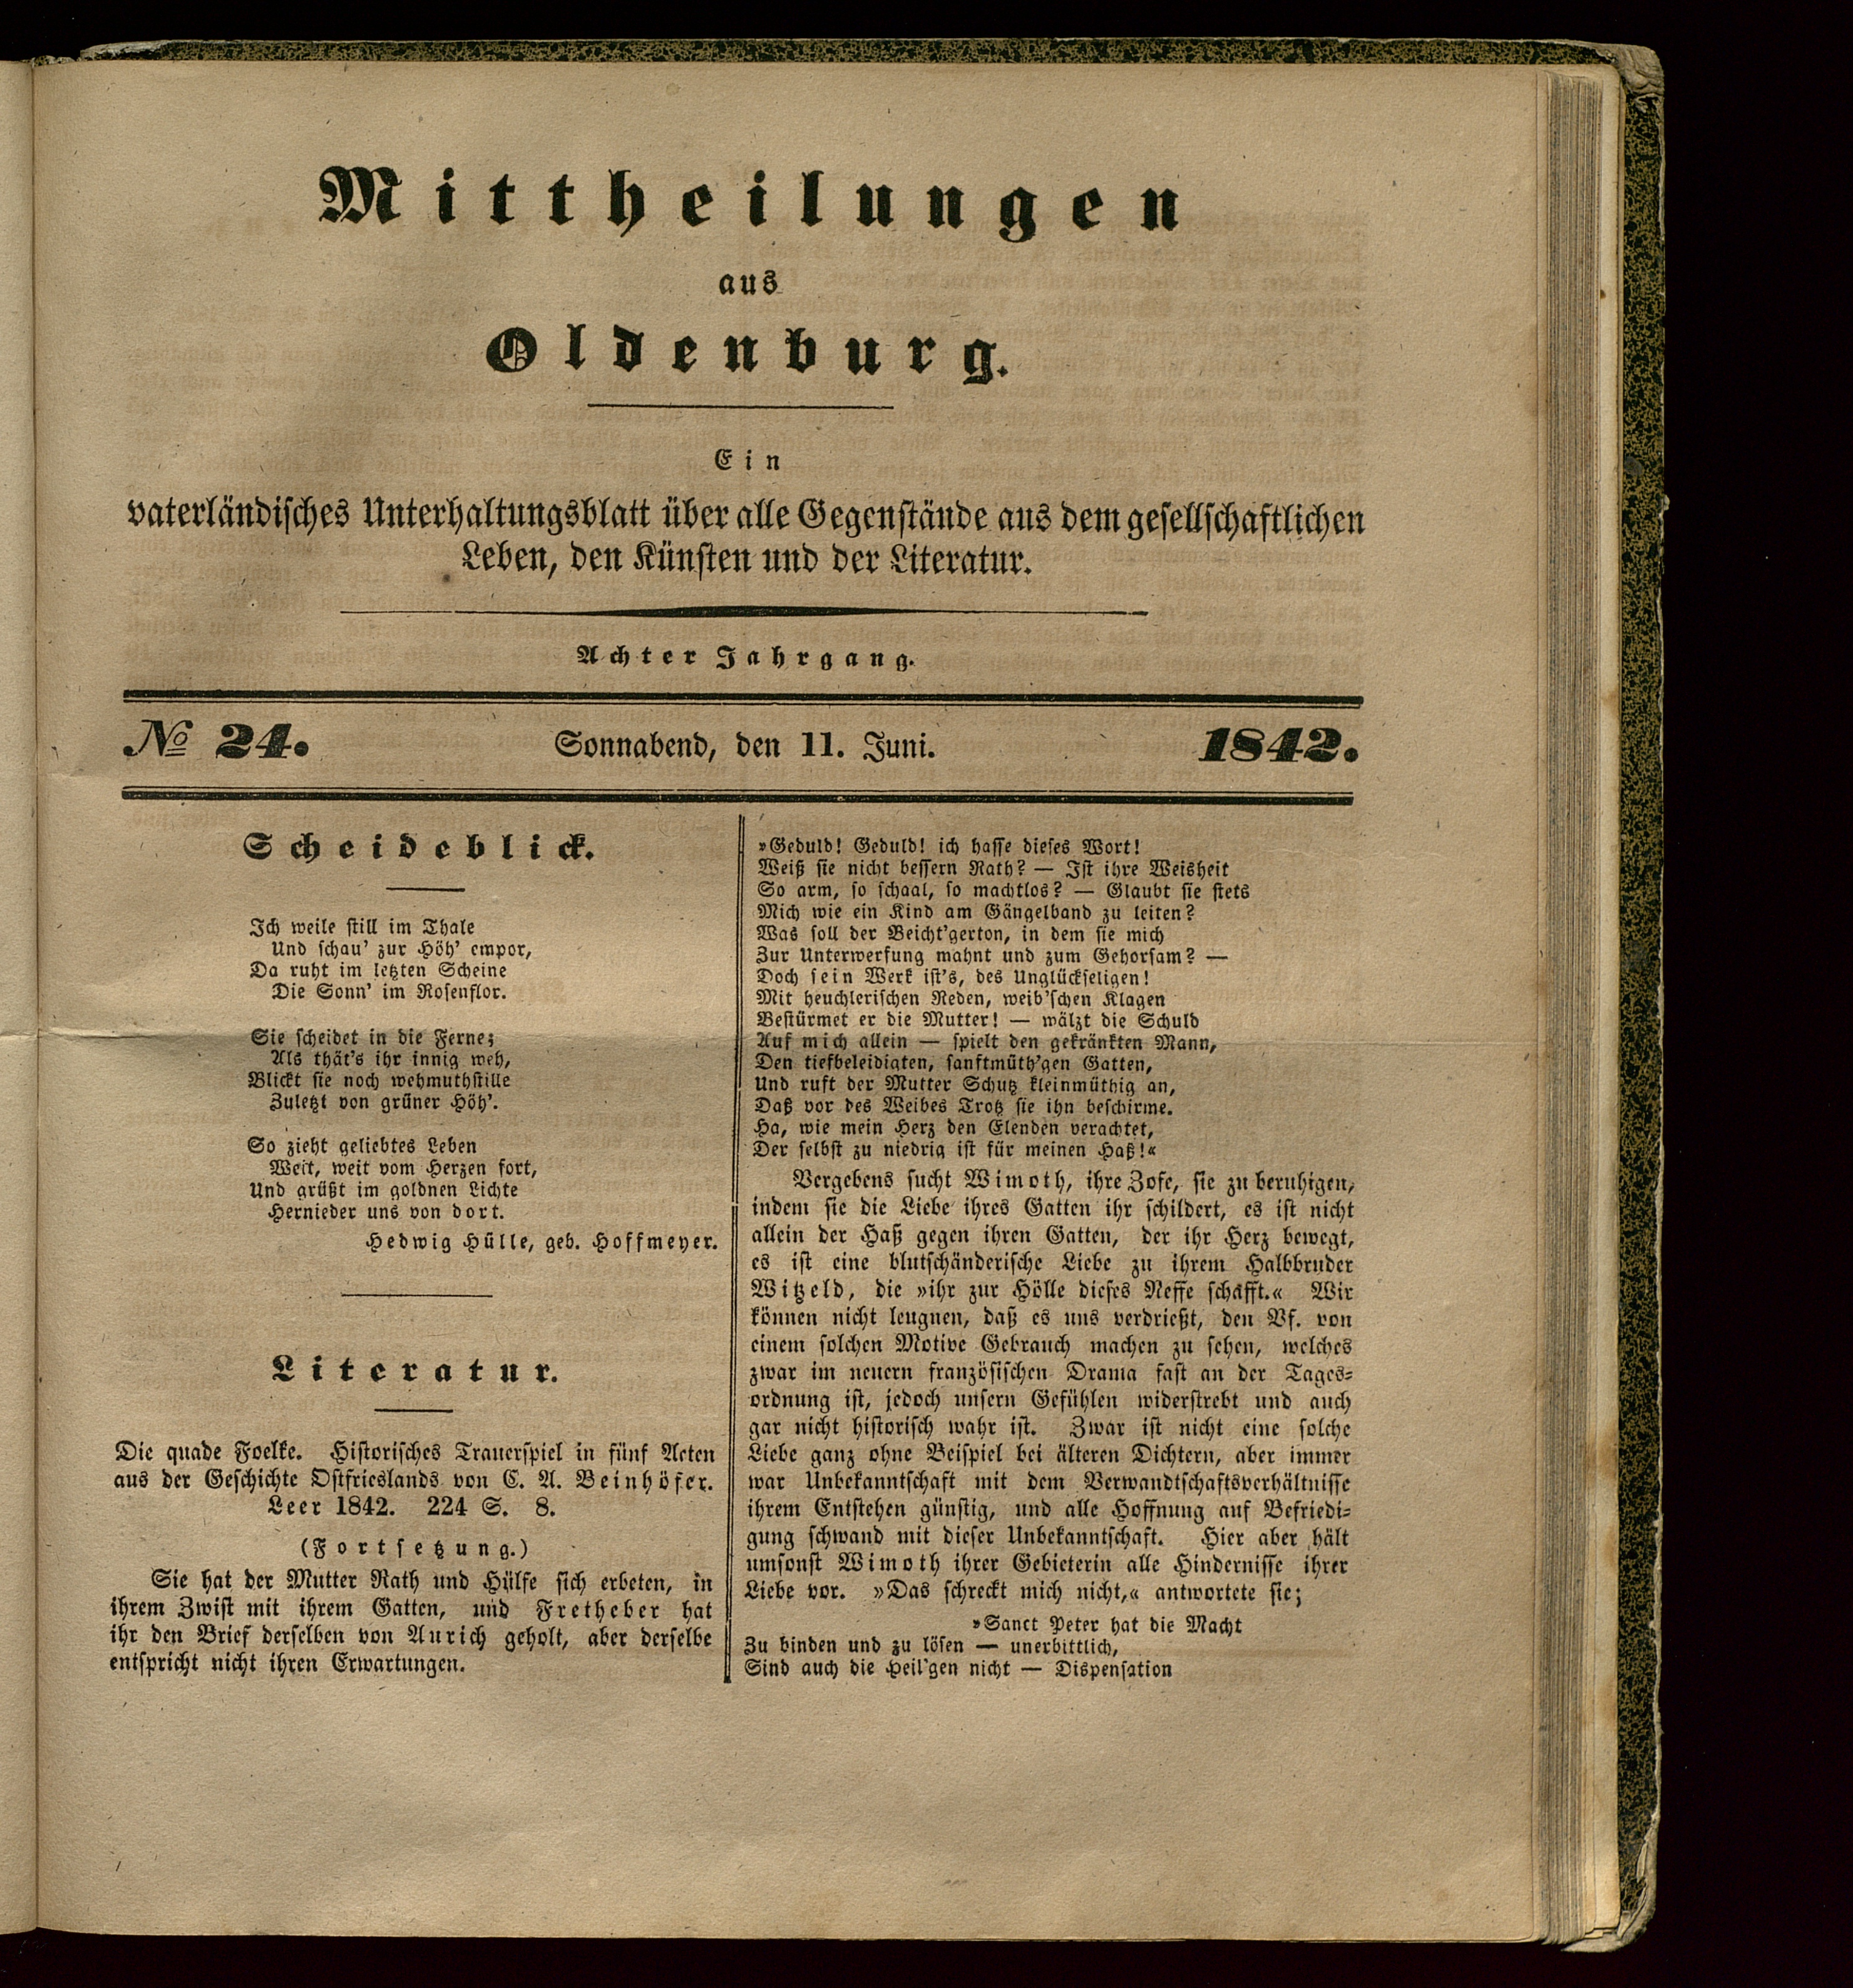 Mittheilungen
aus
Oldenburg.
Ein
vaterländisches Unterhaltungsblatt über alle Gegenstände aus dem gesellschaftlichen
Leben, den Künsten und der Literatur.
Achter Jahrgang.
№ 24. Sonnabend, den 11. Juni. 1842.
Scheideblick.
Ich weile still im Thale
Und schau' zur Höh' empor,
Da ruht im letzten Scheine
Die Sonn' im Rosenflor.
Sie scheidet in die Ferne;
Als thät's ihr innig weh,
Blickt sie noch wehmuthstille
Zuletzt von grüner Höh'.
So zieht geliebtes Leben
Weit, weit vom Herzen fort,
Und grüßt im goldnen Lichte
Hernieder uns von dort.
Hedwig Hülle, geb. Hoffmeyer.
Literatur.
Die quade Foelke. Historisches Trauerspiel in fünf Acten
aus der Geschichte Ostfrieslands von C. A. Beinhöfer.
Leer 1842. 224 S. 8.
(Fortsetzung.)
Sie hat der Mutter Rath und Hülfe sich erbeten, in
ihrem Zwist mit ihrem Gatten, und Fretheber hat
ihr den Brief derselben von Aurich geholt, aber derselbe
entspricht nicht ihren Erwartungen.
»Geduld! Geduld! ich hasse dieses Wort!
Weiß sie nicht bessern Rath? — Ist ihre Weisheit
So arm, so schaal, so machtlos? — Glaubt sie stets
Mich wie ein Kind am Gängelband zu leiten?
Was soll der Beicht'gerton, in dem sie mich
Zur Unterwerfung mahnt und zum Gehorsam? —
Doch sein Werk ist's, des Unglückseligen!
Mit heuchlerischen Reden, weib'schen Klagen
Bestürmet er die Mutter! — wälzt die Schuld
Auf mich allein — spielt den gekränkten Mann,
Den tiefbeleidigten, sanftmüth'gen Gatten,
Und ruft der Mutter Schutz kleinmüthig an,
Daß vor des Weibes Trotz sie ihn beschirme.
Ha, wie mein Herz den Elenden verachtet,
Der selbst zu niedrig ist für meinen Haß!«
Vergebens sucht Wimoth, ihre Zofe, sie zu beruhigen,
indem sie die Liebe ihres Gatten ihr schildert, es ist nicht
allein der Haß gegen ihren Gatten, der ihr Herz bewegt,
es ist eine blutschänderische Liebe zu ihrem Halbbruder
Witzeld, die »ihr zur Hölle dieses Neffe schafft.« Wir
können nicht leugnen, daß es uns verdrießt, den Vf. von
einem solchen Motive Gebrauch machen zu sehen, welches
zwar im neuern französischen Drama fast an der Tages-
ordnung ist, jedoch unsern Gefühlen widerstrebt und auch
gar nicht historisch wahr ist. Zwar ist nicht eine solche
Liebe ganz ohne Beispiel bei älteren Dichtern, aber immer
war Unbekanntschaft mit dem Verwandtschaftsverhältnisse
ihrem Entstehen günstig, und alle Hoffnung auf Befriedi-
gung schwand mit dieser Unbekanntschaft. Hier aber hält
umsonst Wimoth ihrer Gebieterin alle Hindernisse ihrer
Liebe vor. »Das schreckt mich nicht,« antwortete sie;
»Sanct Peter hat die Macht
Zu binden und zu lösen — unerbittlich,
Sind auch die Heil'gen nicht — Dispensation